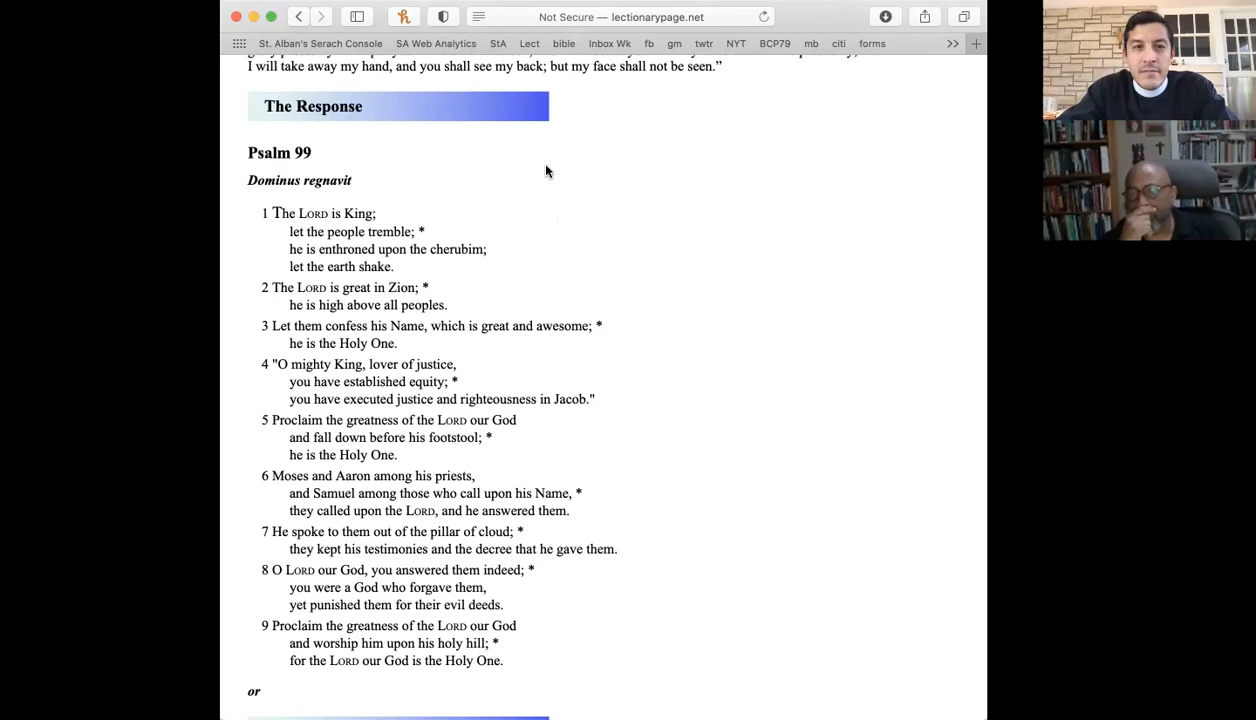 Not Secure — lectionarypage.net
St. Alban's Serach Console SA Web Analytics StA Lect bible Inbox Wk fb gm twtr NYT BCP79 mb citi forms
I will take away my hand, and you shall see my back; but my face shall not be seen.”
The Response
Psalm 99
Dominus regnavit
1 The LORD is King;
let the people tremble; *
he is enthroned upon the cherubim;
let the earth shake.
2 The LORD is great in Zion; *
he is high above all peoples.
3 Let them confess his Name, which is great and awesome; *
he is the Holy One.
4 "O mighty King, lover of justice,
you have established equity; *
you have executed justice and righteousness in Jacob."
5 Proclaim the greatness of the LORD our God
and fall down before his footstool; *
he is the Holy One.
6 Moses and Aaron among his priests,
and Samuel among those who call upon his Name, *
they called upon the LORD, and he answered them.
7 He spoke to them out of the pillar of cloud; *
they kept his testimonies and the decree that he gave them.
8 O LORD our God, you answered them indeed; *
you were a God who forgave them,
yet punished them for their evil deeds.
9 Proclaim the greatness of the LORD our God
and worship him upon his holy hill; *
for the LORD our God is the Holy One.
or